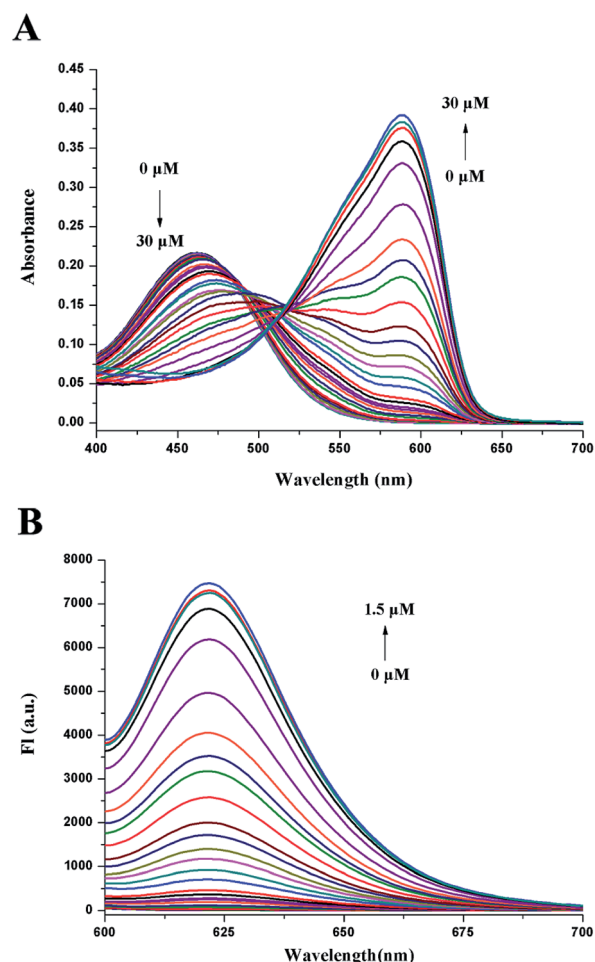 A
0.45
0.40
0.35
0.30
0.25
0.20
0.15
0.10
0.05
0.00
Absorbance
0 µM
30 µM
30 µM
0 µM
400 450 500 550 600 650 700
Wavelength (nm)
B
8000
7000
6000
5000
4000
3000
2000
1000
0
FI (a.u.)
1.5 µM
0 µM
600 625 650 675 700
Wavelength(nm)